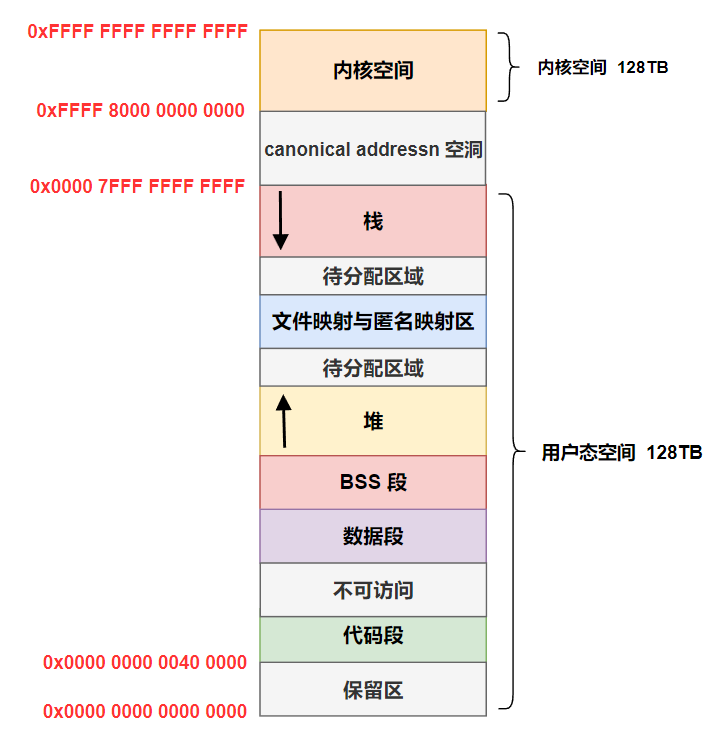 0xFFFF FFFF FFFF FFFF
内核空间
内核空间 128TB
0xFFFF 8000 0000 0000
canonical addressn 空洞
0x0000 7FFF FFFF FFFF
栈
待分配区域
文件映射与匿名映射区
待分配区域
堆
用户态空间 128TB
BSS 段
数据段
不可访问
代码段
0x0000 0000 0040 0000
保留区
0x0000 0000 0000 0000